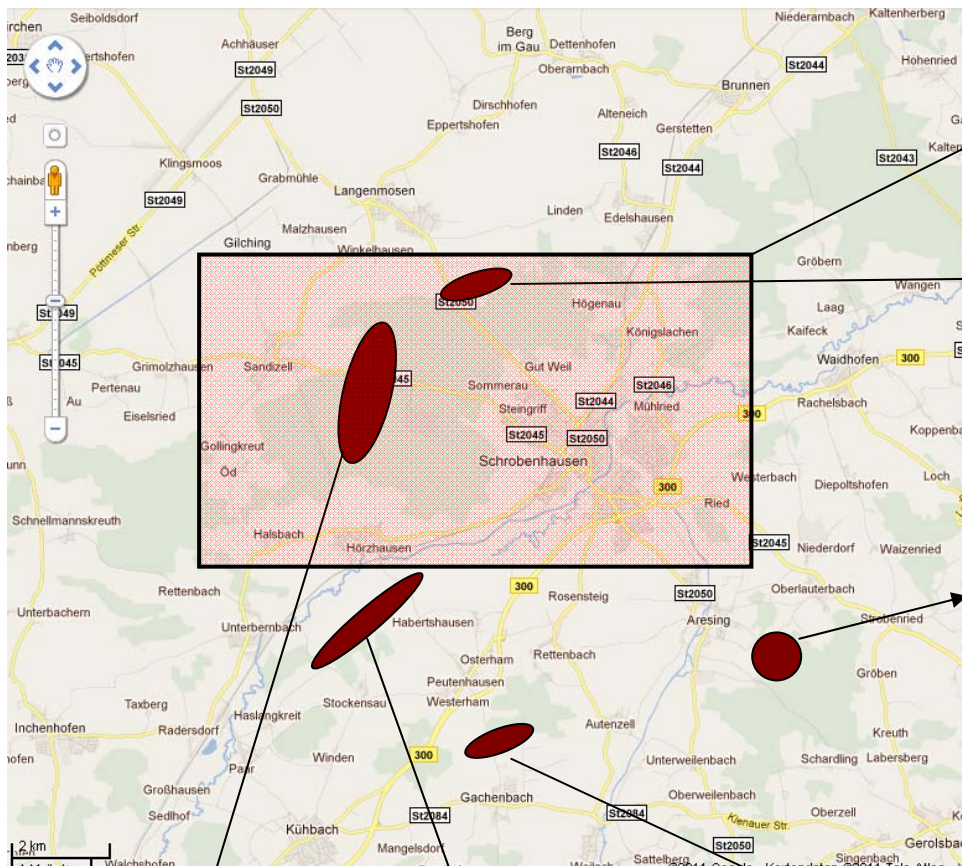 Seiboldsdorf
Kaltenherberg
Niederarnbach
Berg
im Gau
Achhäuser
Dettenhofen
Hohenried
St2049
Oberarnbach
St2044
Brunnen
St2050
Dirschhofen
Alteneich
Eppertshofen
Gerstetten
St2046
Klingsmoos
St2044
St2043
Grabmühle
Langenmosen
St2049
Linden
Edelshausen
Malzhausen
Gilching
Winkelhausen
Pöttmeser Str.
Gröbern
Wangen
St2050
Högenau
Laag
Königslachen
Kaifeck
Waidhofen
300
Grimolzhausen
Sandizell
Gut Weil
Pertenau
Sommerau
St2046
Au
St2044
Mühlried
Rachelsbach
Eiselsried
Steingriff
300
St2045
St2050
Gollingkreut
Schrobenhausen
Öd
Westerbach
Loch
300
Diepoltshofen
Ried
Schnellmannskreuth
Halsbach
St2045
Hörzhausen
Niederdorf
Waizenried
300
Rettenbach
Rosensteig
St2050
Oberlauterbach
Unterbachern
Unterbernbach
Habertshausen
Aresing
Strobenried
Osterham
Rettenbach
Gröben
Peutenhausen
Taxberg
Stockensau
Westerham
Haslangkreit
Inchenhofen
Radersdorf
Autenzell
Kreuth
Winden
300
Unterweilenbach
Schardling
Labersberg
Paar
Großhausen
Gachenbach
Oberweilenbach
Sedlhof
St2084
St2084
Oberzell
Gerolsbach
Kühbach
Klenauer Str.
Mangelsdorf
St2050
2 km
Sattelberg
Singenbach